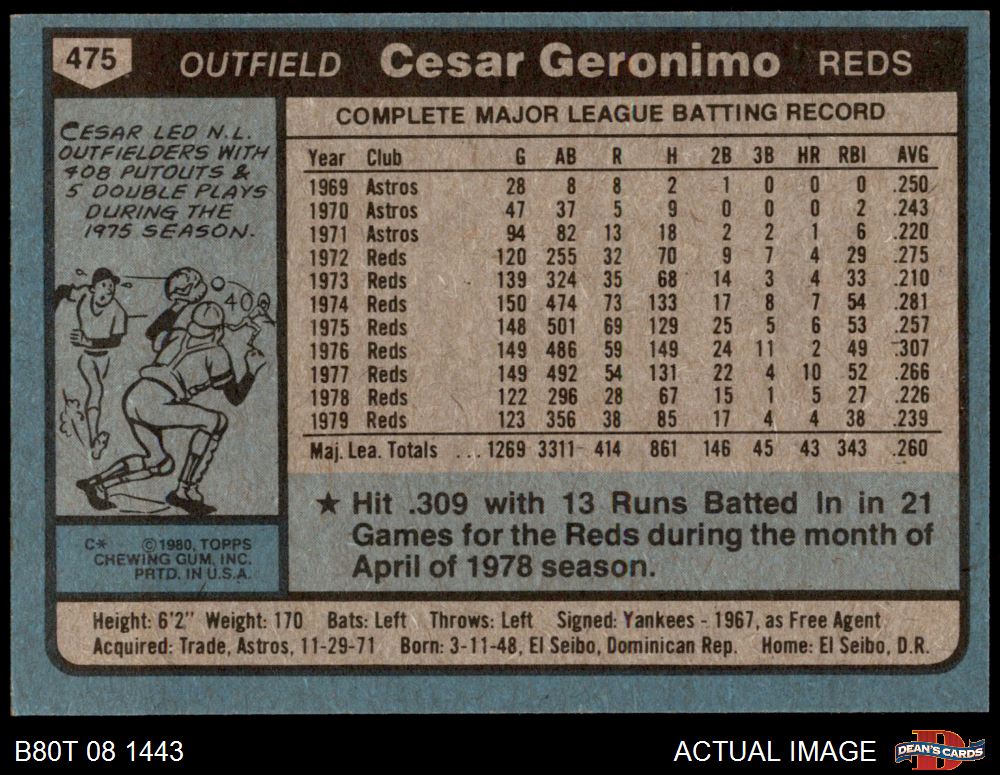 475 OUTFIELD Cesar Geronimo REDS
CESAR LED N.L.
OUTFIELDERS WITH
408 PUTOUTS &
5 DOUBLE PLAYS
DURING THE
1975 SEASON.
408
C* ©1980, TOPPS
CHEWING GUM, INC.
PRTD. IN U.S.A.
COMPLETE MAJOR LEAGUE BATTING RECORD
Year Club G AB R H 2B 3B HR RBI AVG
1969 Astros 28 8 8 2 1 0 0 0 .250
1970 Astros 47 37 5 9 0 0 0 2 .243
1971 Astros 94 82 13 18 2 2 1 6 .220
1972 Reds 120 255 32 70 9 7 4 29 .275
1973 Reds 139 324 35 68 14 3 4 33 .210
1974 Reds 150 474 73 133 17 8 7 54 .281
1975 Reds 148 501 69 129 25 5 6 53 .257
1976 Reds 149 486 59 149 24 11 2 49 .307
1977 Reds 149 492 54 131 22 4 10 52 .266
1978 Reds 122 296 28 67 15 1 5 27 .226
1979 Reds 123 356 38 85 17 4 4 38 .239
Maj. Lea. Totals ... 1269 3311 414 861 146 45 43 343 .260
★ Hit .309 with 13 Runs Batted In in 21
Games for the Reds during the month of
April of 1978 season.
Height: 6'2" Weight: 170 Bats: Left Throws: Left Signed: Yankees - 1967, as Free Agent
Acquired: Trade, Astros, 11-29-71 Born: 3-11-48, El Seibo, Dominican Rep. Home: El Seibo, D.R.
B80T 08 1443 ACTUAL IMAGE DEAN'S CARDS